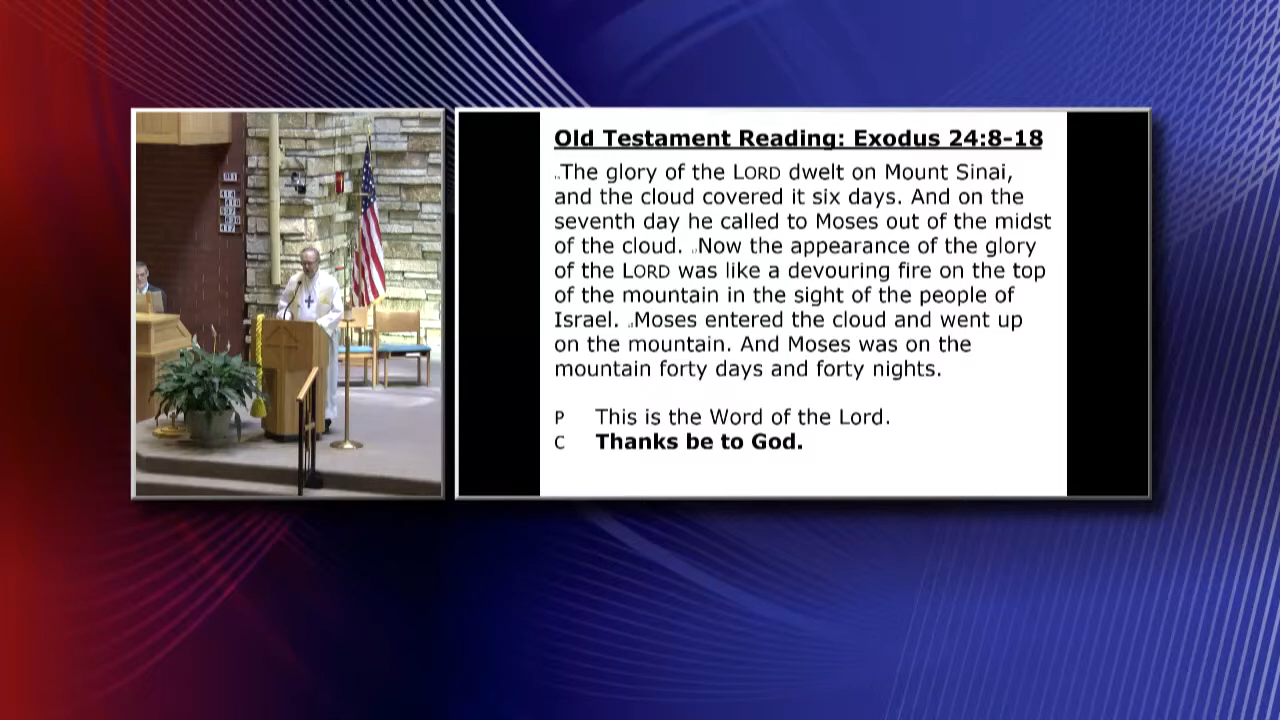 Old Testament Reading: Exodus 24:8-18
The glory of the LORD dwelt on Mount Sinai,
and the cloud covered it six days. And on the
seventh day he called to Moses out of the midst
of the cloud. Now the appearance of the glory
of the LORD was like a devouring fire on the top
of the mountain in the sight of the people of
Israel. Moses entered the cloud and went up
on the mountain. And Moses was on the
mountain forty days and forty nights.
P This is the Word of the Lord.
C Thanks be to God.